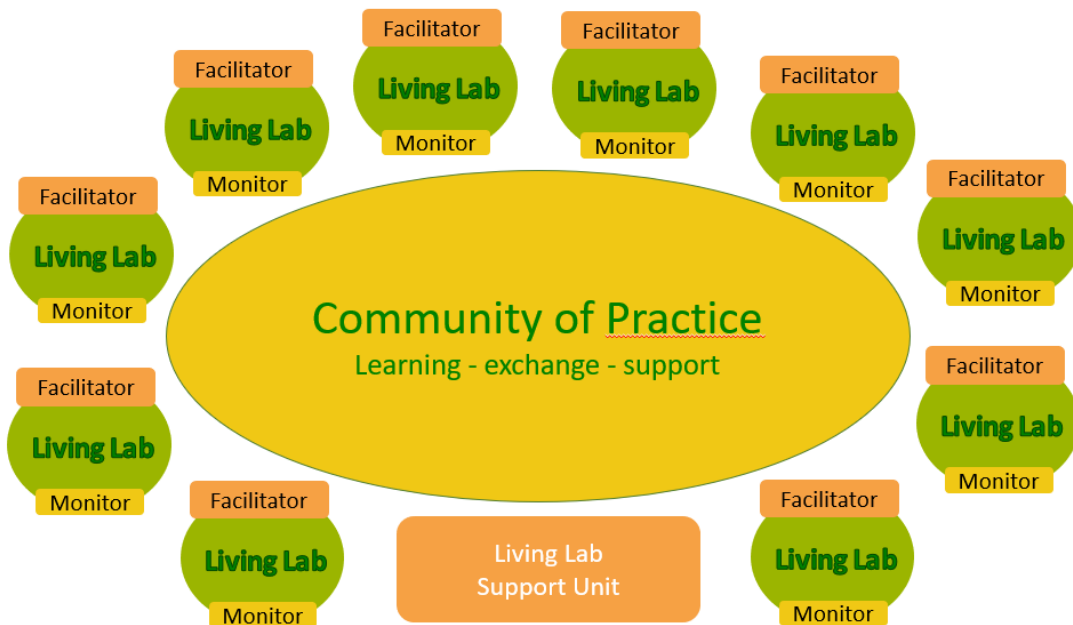 Facilitator
Living Lab
Monitor
Facilitator
Living Lab
Monitor
Facilitator
Living Lab
Monitor
Facilitator
Living Lab
Monitor
Facilitator
Living Lab
Monitor
Facilitator
Living Lab
Monitor
Community of Practice
Learning - exchange - support
Facilitator
Living Lab
Monitor
Facilitator
Living Lab
Monitor
Facilitator
Living Lab
Monitor
Living Lab
Support Unit
Facilitator
Living Lab
Monitor